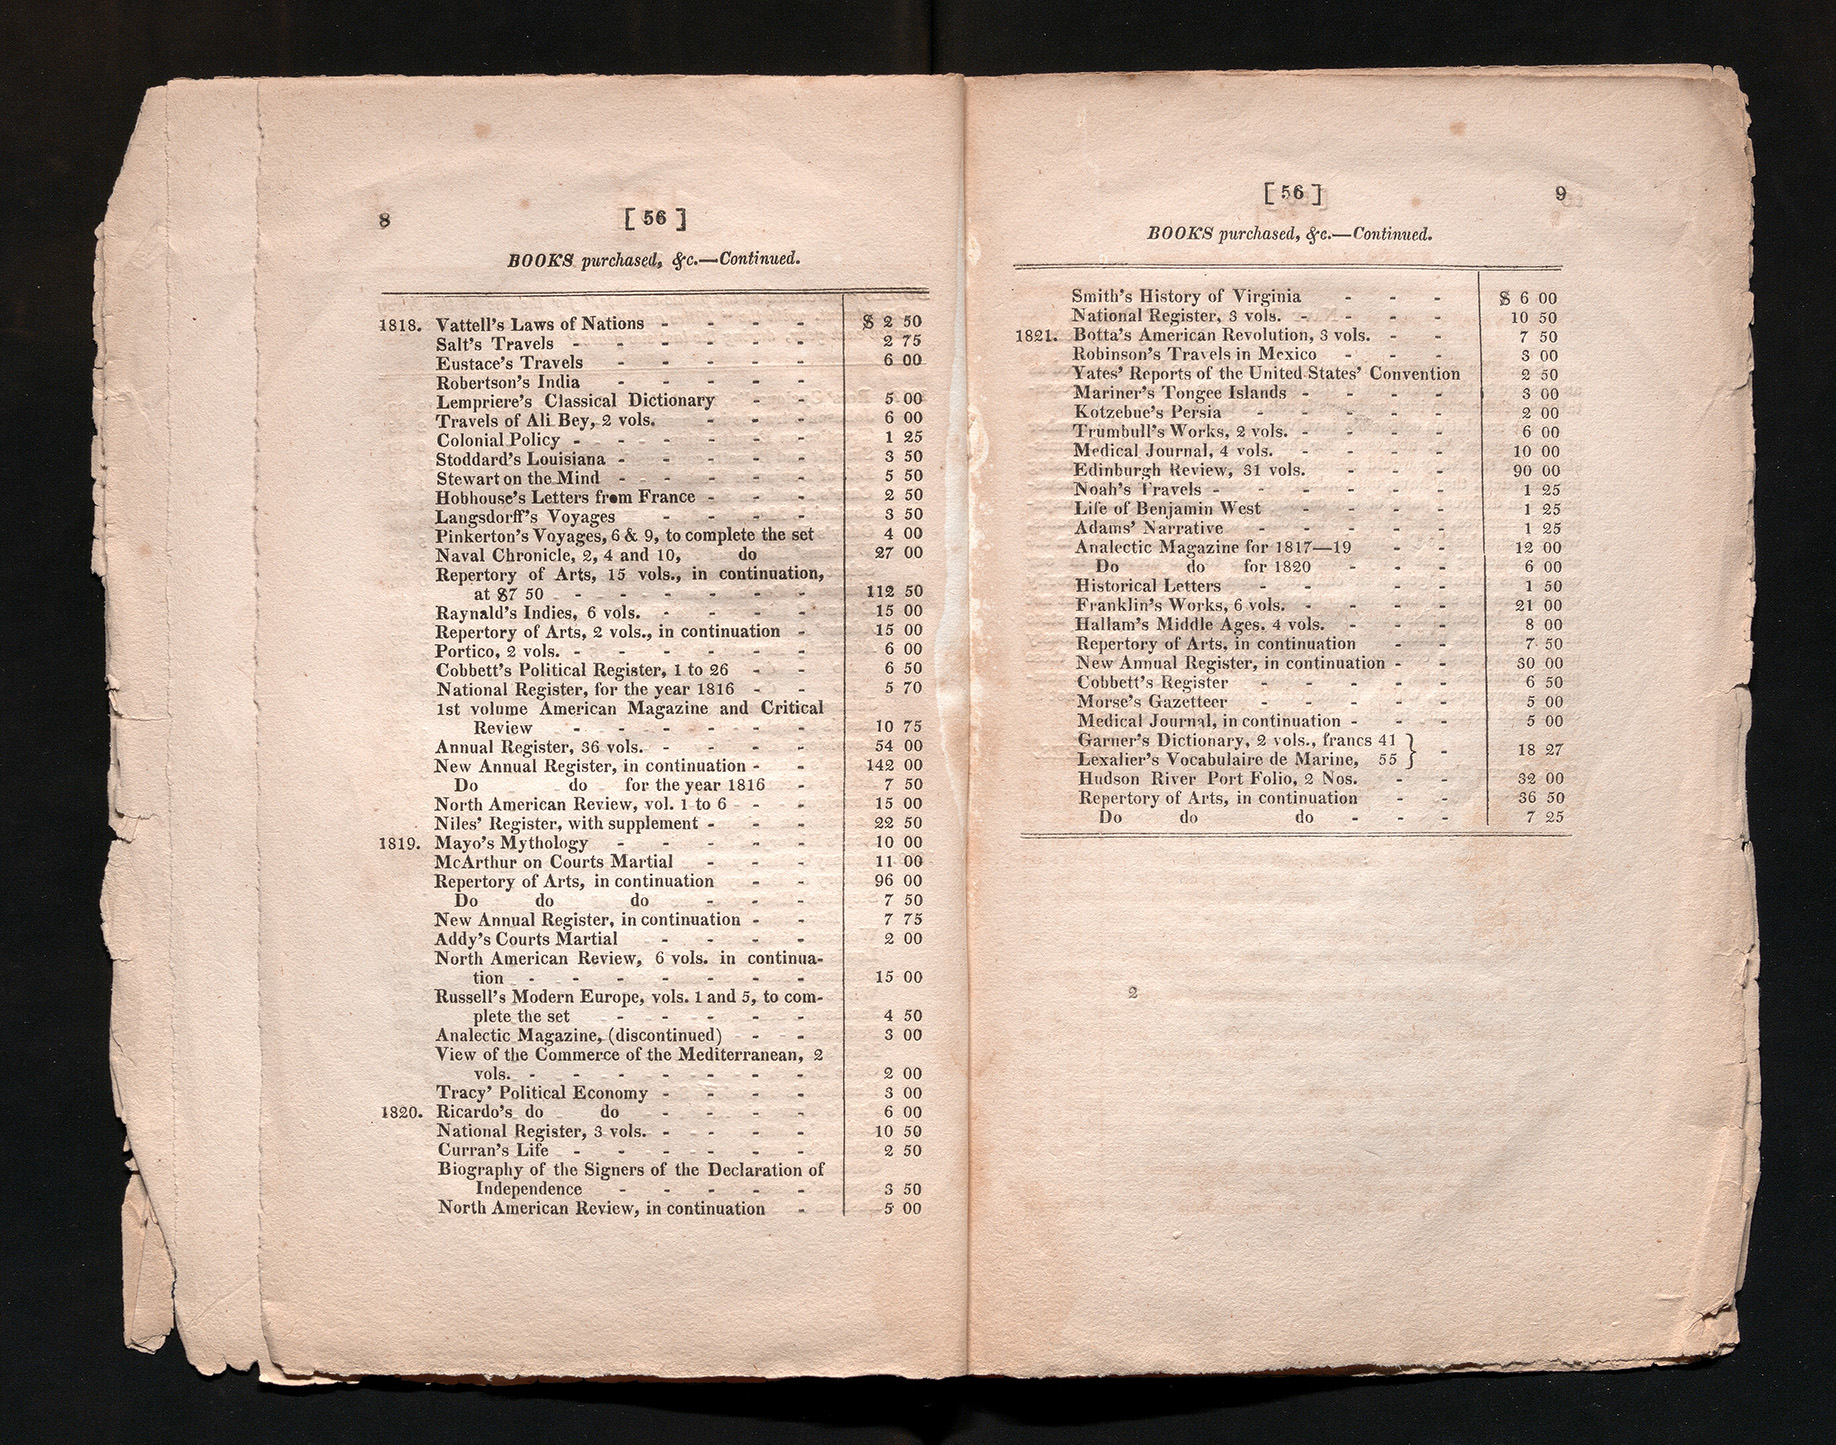 8 [ 56 ]
BOOKS purchased, &c.—Continued.
1818. Vattell's Laws of Nations - - - - $ 2 50
Salt's Travels - - - - - - 2 75
Eustace's Travels - - - - - 6 00
Robertson's India - - - - -
Lempriere's Classical Dictionary - - 5 00
Travels of Ali Bey, 2 vols. - - - 6 00
Colonial Policy - - - - - - 1 25
Stoddard's Louisiana - - - - - 3 50
Stewart on the Mind - - - - - 5 50
Hobhouse's Letters from France - - - 2 50
Langsdorff's Voyages - - - - 3 50
Pinkerton's Voyages, 6 & 9, to complete the set 4 00
Naval Chronicle, 2, 4 and 10, do 27 00
Repertory of Arts, 15 vols., in continuation,
at $7 50 - - - - - - 112 50
Raynald's Indies, 6 vols. - - - - 15 00
Repertory of Arts, 2 vols., in continuation - 15 00
Portico, 2 vols. - - - - - - 6 00
Cobbett's Political Register, 1 to 26 - - 6 50
National Register, for the year 1816 - - 5 70
1st volume American Magazine and Critical
Review - - - - - - 10 75
Annual Register, 36 vols. - - - - 54 00
New Annual Register, in continuation - - 142 00
Do do for the year 1816 - 7 50
North American Review, vol. 1 to 6 - - 15 00
Niles' Register, with supplement - - - 22 50
1819. Mayo's Mythology - - - - - 10 00
McArthur on Courts Martial - - - 11 00
Repertory of Arts, in continuation - - 96 00
Do do do - - - 7 50
New Annual Register, in continuation - - 7 75
Addy's Courts Martial - - - - 2 00
North American Review, 6 vols. in continua-
tion - - - - - - - 15 00
Russell's Modern Europe, vols. 1 and 5, to com-
plete the set - - - - - 4 50
Analectic Magazine, (discontinued) - - 3 00
View of the Commerce of the Mediterranean, 2
vols. - - - - - - - 2 00
Tracy' Political Economy - - - - 3 00
1820. Ricardo's do do - - - - 6 00
National Register, 3 vols. - - - - 10 50
Curran's Life - - - - - - 2 50
Biography of the Signers of the Declaration of
Independence - - - - - 3 50
North American Review, in continuation - 5 00
[ 56 ] 9
BOOKS purchased, &c.—Continued.
Smith's History of Virginia - - - $ 6 00
National Register, 3 vols. - - - - 10 50
1821. Botta's American Revolution, 3 vols. - - 7 50
Robinson's Travels in Mexico - - - 3 00
Yates' Reports of the United States' Convention 2 50
Mariner's Tongee Islands - - - - 3 00
Kotzebue's Persia - - - - - 2 00
Trumbull's Works, 2 vols. - - - - 6 00
Medical Journal, 4 vols. - - - - 10 00
Edinburgh Review, 31 vols. - - - 90 00
Noah's Travels - - - - - - 1 25
Life of Benjamin West - - - - 1 25
Adams' Narrative - - - - - 1 25
Analectic Magazine for 1817—19 - - 12 00
Do do for 1820 - - - 6 00
Historical Letters - - - - 1 50
Franklin's Works, 6 vols. - - - - 21 00
Hallam's Middle Ages. 4 vols. - - - 8 00
Repertory of Arts, in continuation - - 7 50
New Annual Register, in continuation - - 30 00
Cobbett's Register - - - - - 6 50
Morse's Gazetteer - - - - - 5 00
Medical Journal, in continuation - - - 5 00
Garner's Dictionary, 2 vols., francs 41 } - 18 27
Lexalier's Vocabulaire de Marine, 55 }
Hudson River Port Folio, 2 Nos. - - 32 00
Repertory of Arts, in continuation - - 36 50
Do do do - - - 7 25
2